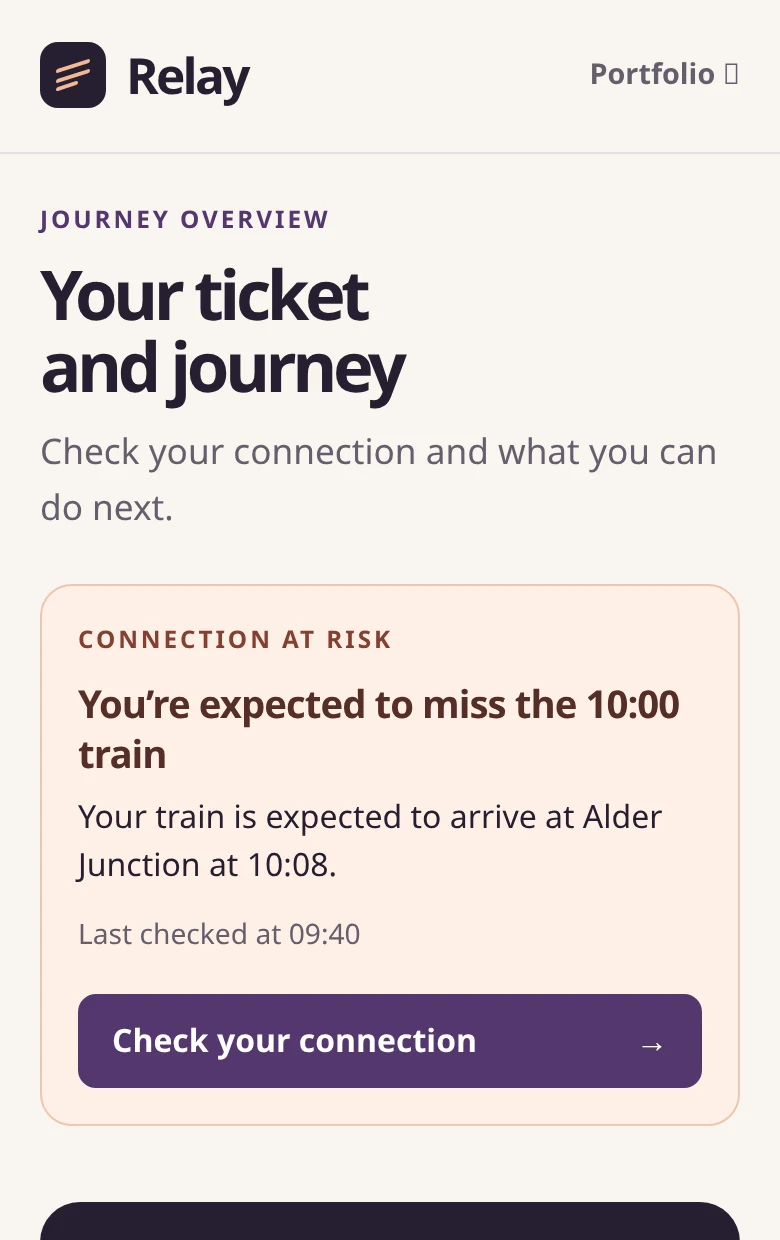 Relay
Portfolio
JOURNEY OVERVIEW
Your ticket
and journey
Check your connection and what you can
do next.
CONNECTION AT RISK
You’re expected to miss the 10:00
train
Your train is expected to arrive at Alder
Junction at 10:08.
Last checked at 09:40
Check your connection →